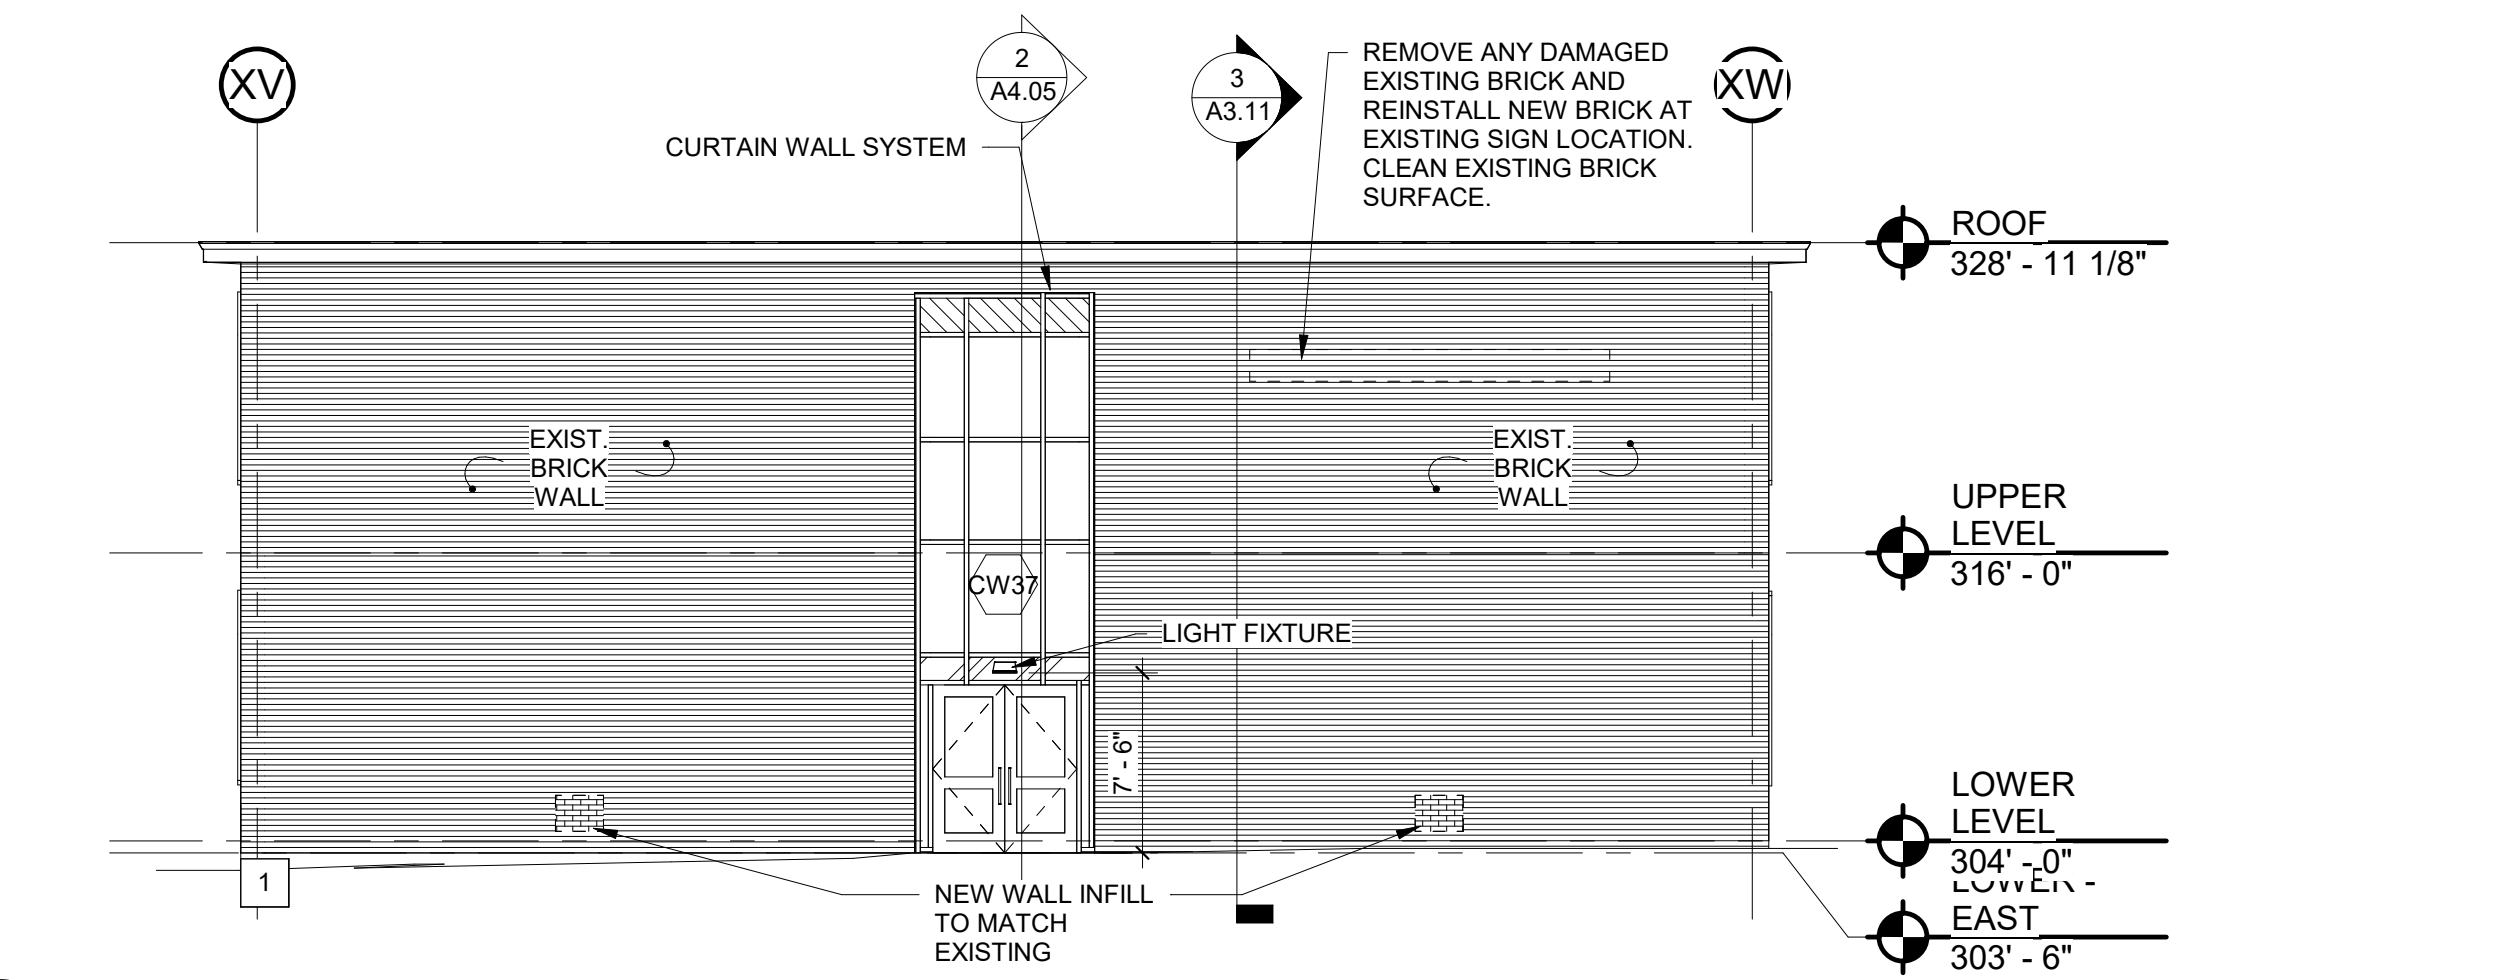 XV
2
A4.05
3
A3.11
REMOVE ANY DAMAGED
EXISTING BRICK AND
REINSTALL NEW BRICK AT
EXISTING SIGN LOCATION.
CLEAN EXISTING BRICK
SURFACE.
XW
CURTAIN WALL SYSTEM
ROOF
328' - 11 1/8"
EXIST.
BRICK
WALL
EXIST.
BRICK
WALL
UPPER
LEVEL
316' - 0"
CW37
LIGHT FIXTURE
7' - 6"
LOWER
LEVEL
304' - 0"
LOWER -
EAST
303' - 6"
1
NEW WALL INFILL
TO MATCH
EXISTING